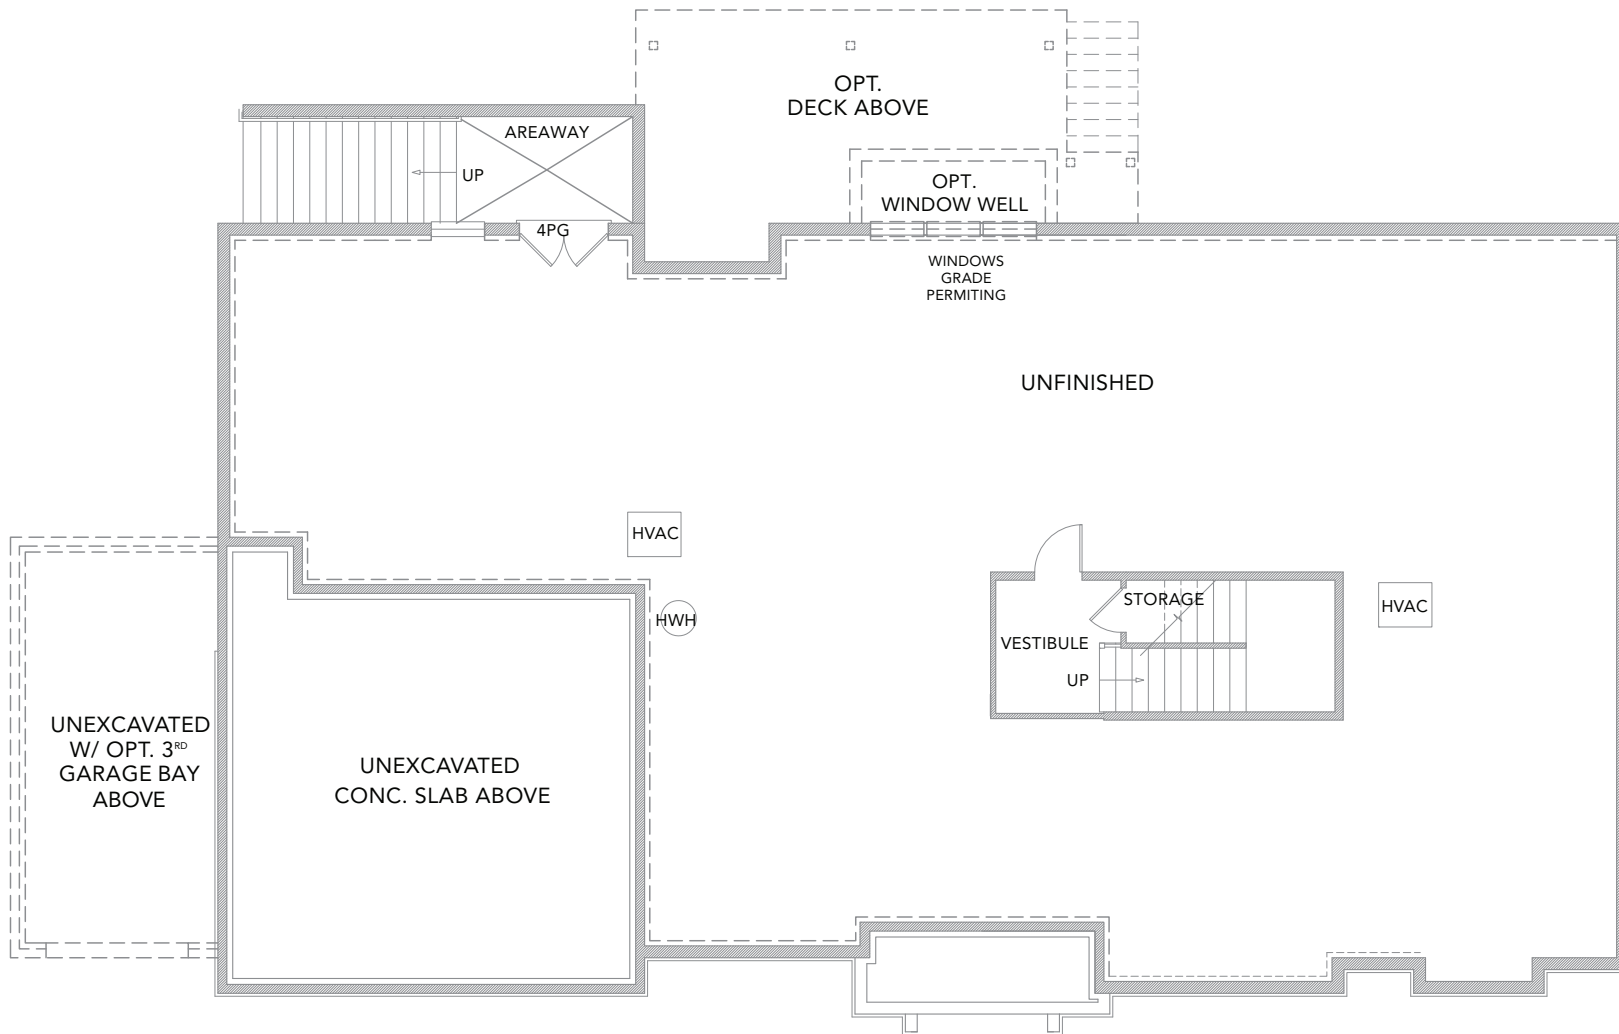 OPT.
DECK ABOVE
AREAWAY
UP
OPT.
WINDOW WELL
4PG
WINDOWS
GRADE
PERMITING
UNFINISHED
HVAC
HWH
STORAGE
HVAC
VESTIBULE
UP
UNEXCAVATED
W/ OPT. 3RD
GARAGE BAY
ABOVE
UNEXCAVATED
CONC. SLAB ABOVE